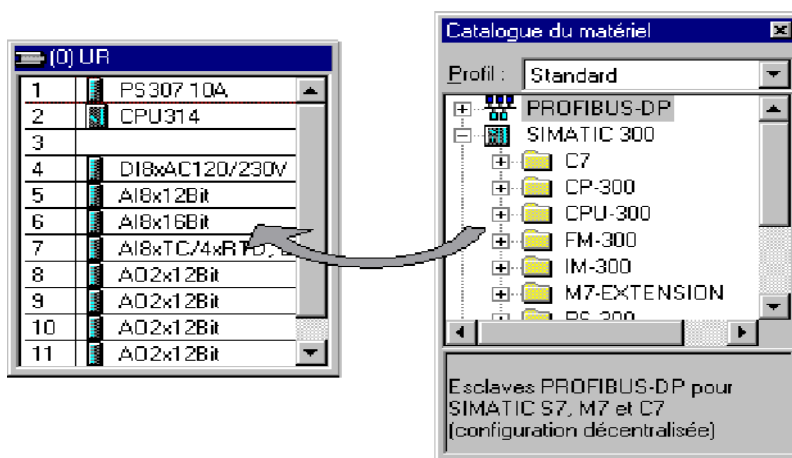 (0) UR
1 PS307 10A
2 CPU314
3
4 DI8xAC120/230V
5 AI8x12Bit
6 AI8x16Bit
7 AI8xTC/4xRTD,
8 AO2x12Bit
9 AO2x12Bit
10 AO2x12Bit
11 AO2x12Bit
Catalogue du matériel
Profil : Standard
PROFIBUS-DP
SIMATIC 300
C7
CP-300
CPU-300
FM-300
IM-300
M7-EXTENSION
PS-300
Esclaves PROFIBUS-DP pour
SIMATIC S7, M7 et C7
(configuration décentralisée)